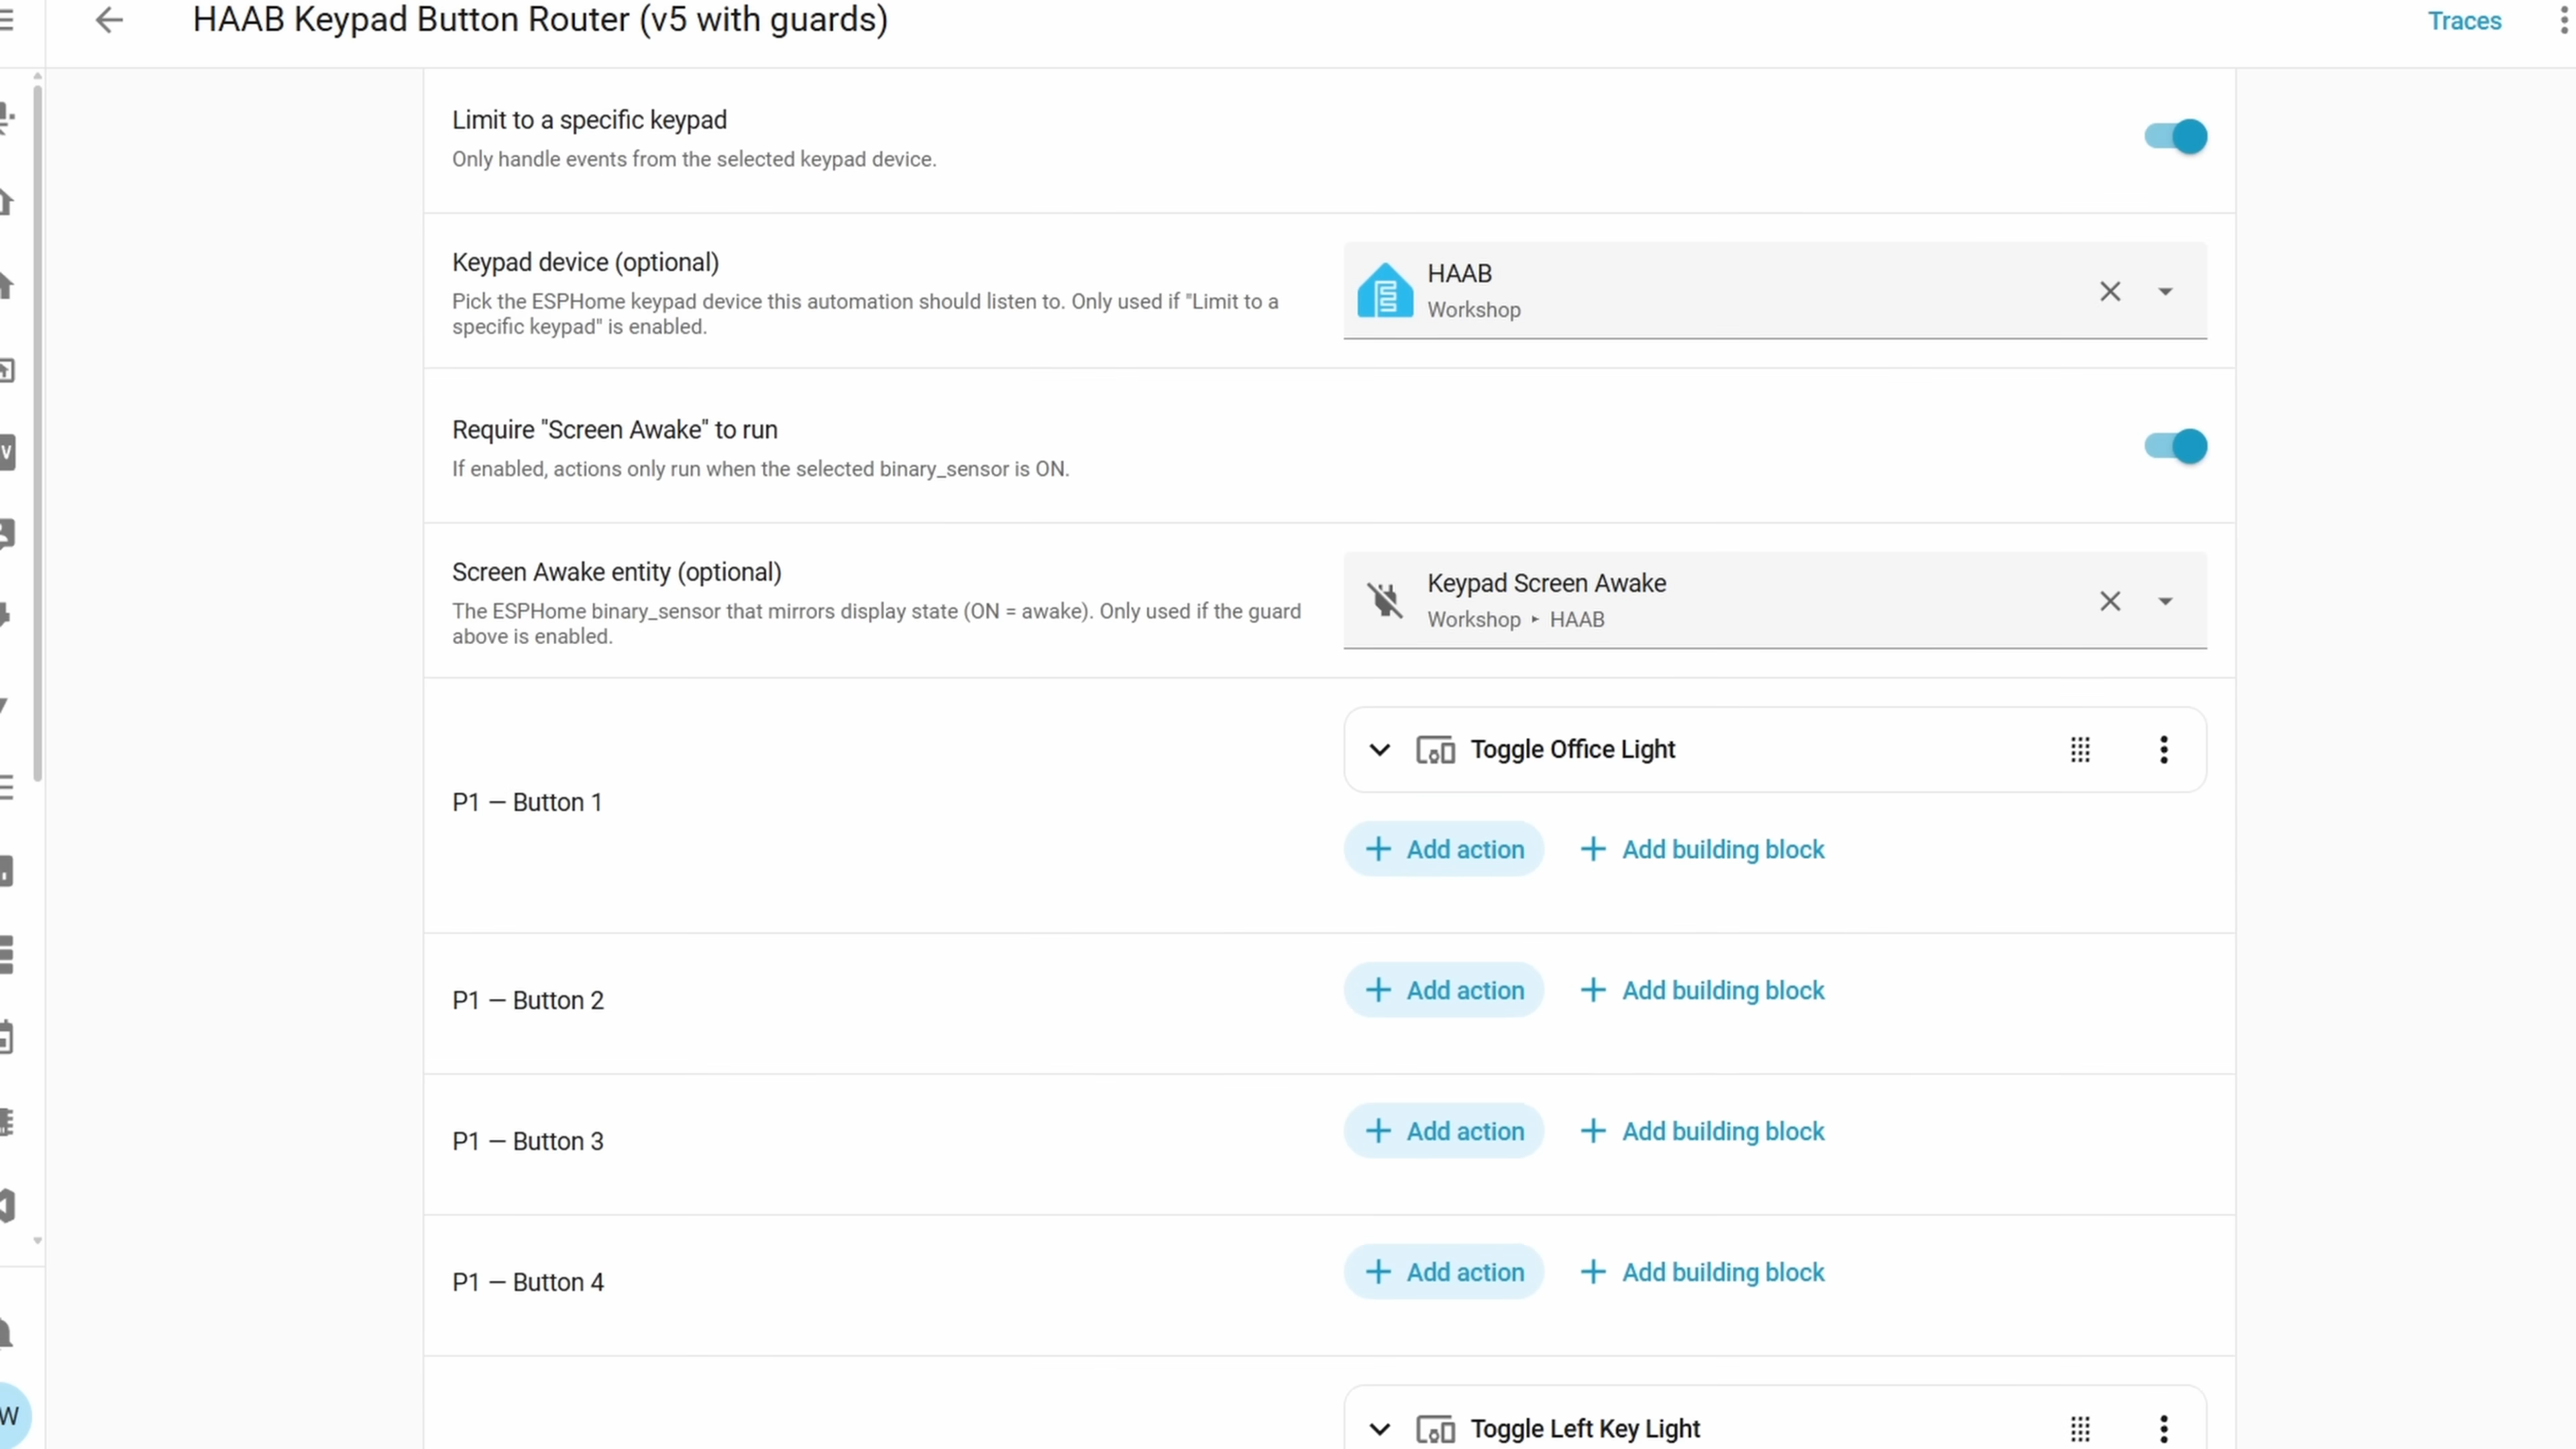 HAAB Keypad Button Router (v5 with guards)
Traces
Limit to a specific keypad
Only handle events from the selected keypad device.
Keypad device (optional)
Pick the ESPHome keypad device this automation should listen to. Only used if "Limit to a
specific keypad" is enabled.
HAAB
Workshop
Require "Screen Awake" to run
If enabled, actions only run when the selected binary_sensor is ON.
Screen Awake entity (optional)
The ESPHome binary_sensor that mirrors display state (ON = awake). Only used if the guard
above is enabled.
Keypad Screen Awake
Workshop ▸ HAAB
P1 — Button 1
Toggle Office Light
+ Add action + Add building block
P1 — Button 2
+ Add action + Add building block
P1 — Button 3
+ Add action + Add building block
P1 — Button 4
+ Add action + Add building block
Toggle Left Key Light
W